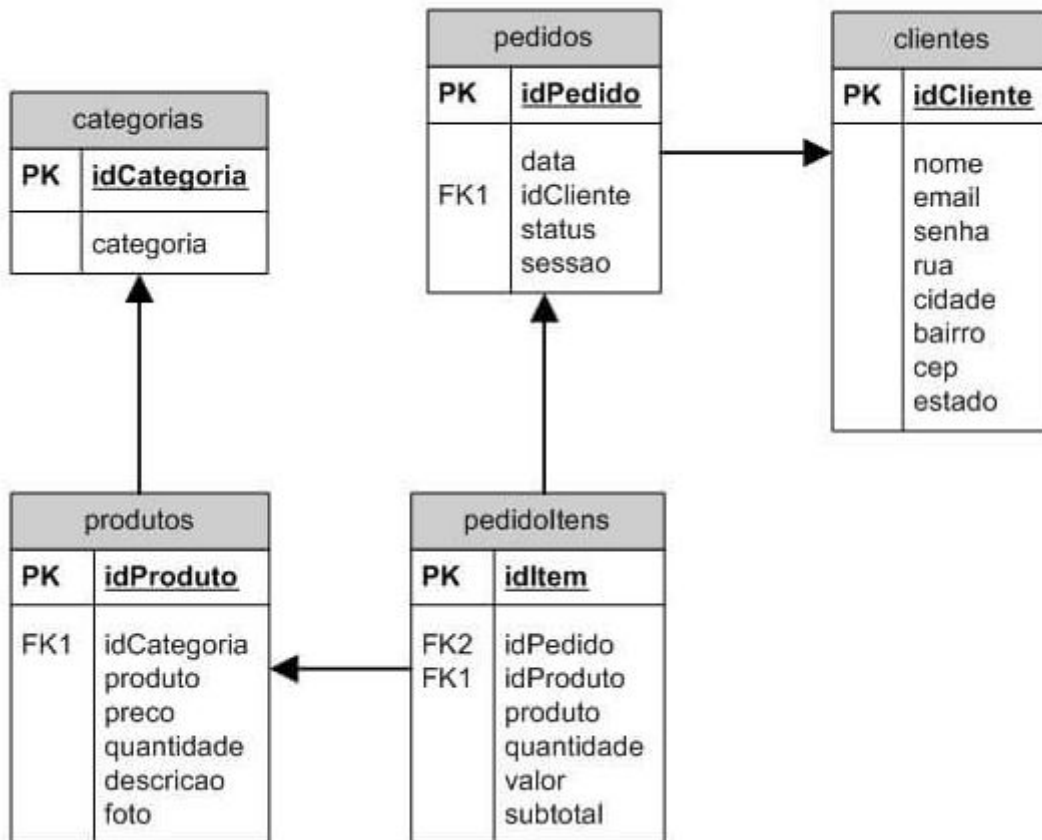 categorias
PK idCategoria
categoria
pedidos
PK idPedido
data
FK1 idCliente
status
sessao
clientes
PK idCliente
nome
email
senha
rua
cidade
bairro
cep
estado
produtos
PK idProduto
FK1 idCategoria
produto
preco
quantidade
descricao
foto
pedidoItens
PK idItem
FK2 idPedido
FK1 idProduto
produto
quantidade
valor
subtotal